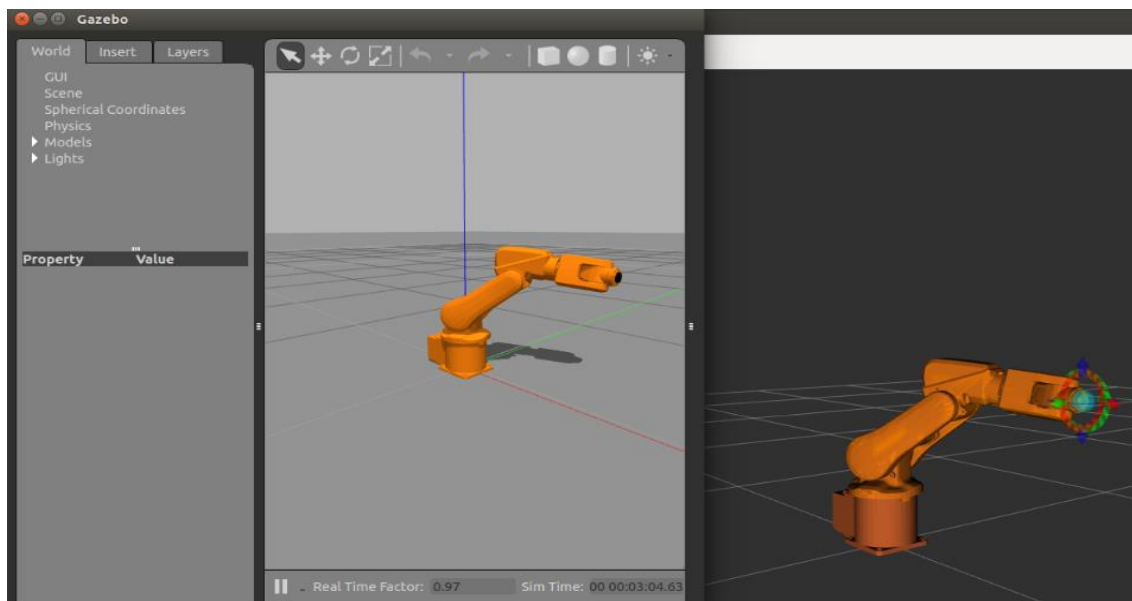 Gazebo
World Insert Layers
GUI
Scene
Spherical Coordinates
Physics
Models
Lights
Property Value
Real Time Factor: 0.97 Sim Time: 00 00:03:04.63